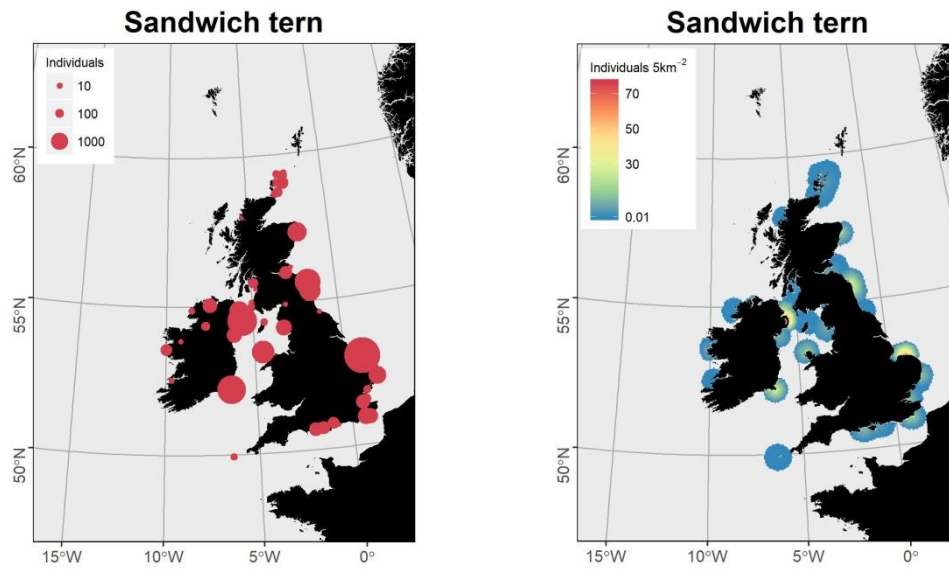 Sandwich tern
Individuals
10
100
1000
60°N
55°N
50°N
15°W
10°W
5°W
0°
Sandwich tern
Individuals 5km⁻²
70
50
30
0.01
60°N
55°N
50°N
15°W
10°W
5°W
0°